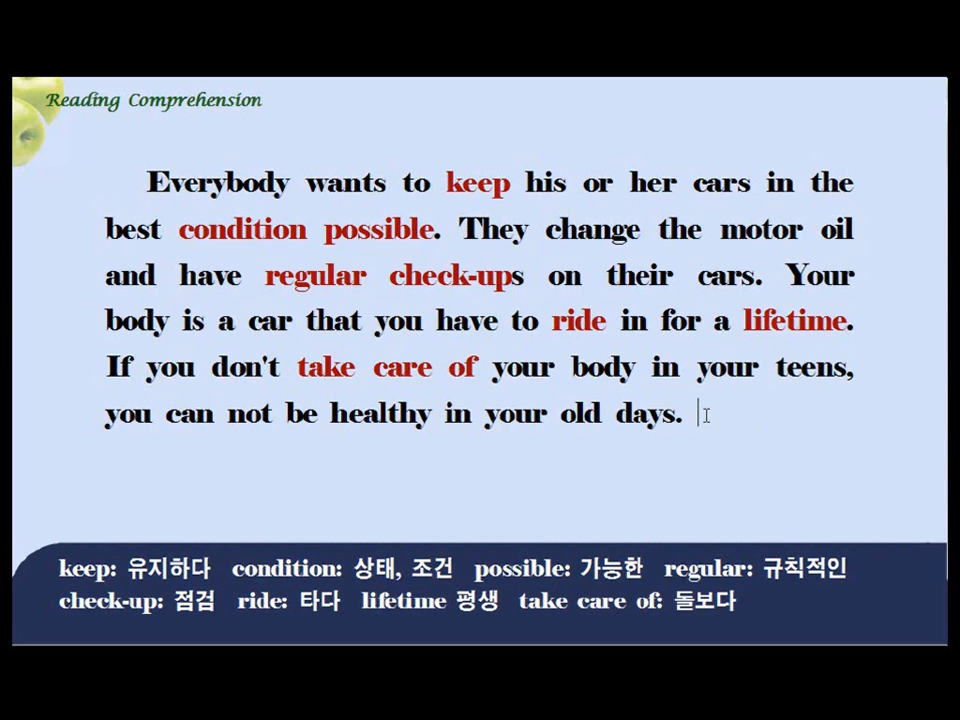 Reading Comprehension
Everybody wants to keep his or her cars in the
best condition possible. They change the motor oil
and have regular check-ups on their cars. Your
body is a car that you have to ride in for a lifetime.
If you don't take care of your body in your teens,
you can not be healthy in your old days.
keep: 유지하다 condition: 상태, 조건 possible: 가능한 regular: 규칙적인
check-up: 점검 ride: 타다 lifetime 평생 take care of: 돌보다